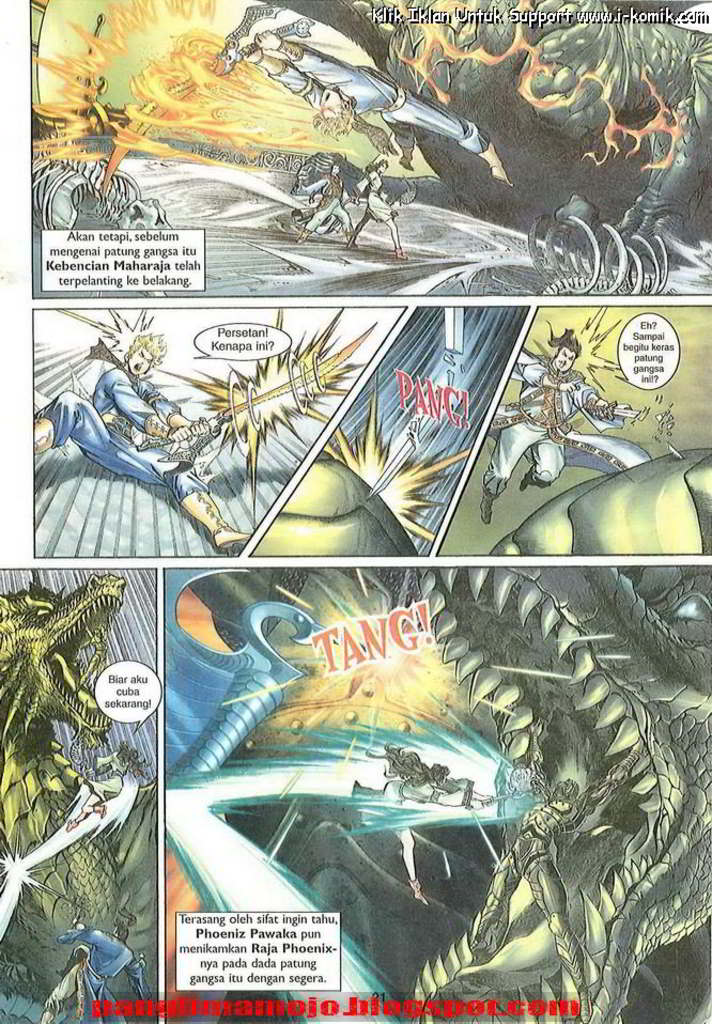 Klik Iklan Untuk Support www.i-komik.com
Akan tetapi, sebelum
mengenai patung gangsa itu
Kebencian Maharaja telah
terpelanting ke belakang.
Persetan!
Kenapa ini?
PANG!
Eh?
Sampai
begitu keras
patung
gangsa
ini!?
Biar aku
cuba
sekarang!
TANG!
Terasang oleh sifat ingin tahu,
Phoeniz Pawaka pun
menikamkan Raja Phoenix-
nya pada dada patung
gangsa itu dengan segera.
panglimamojo.blogspot.com